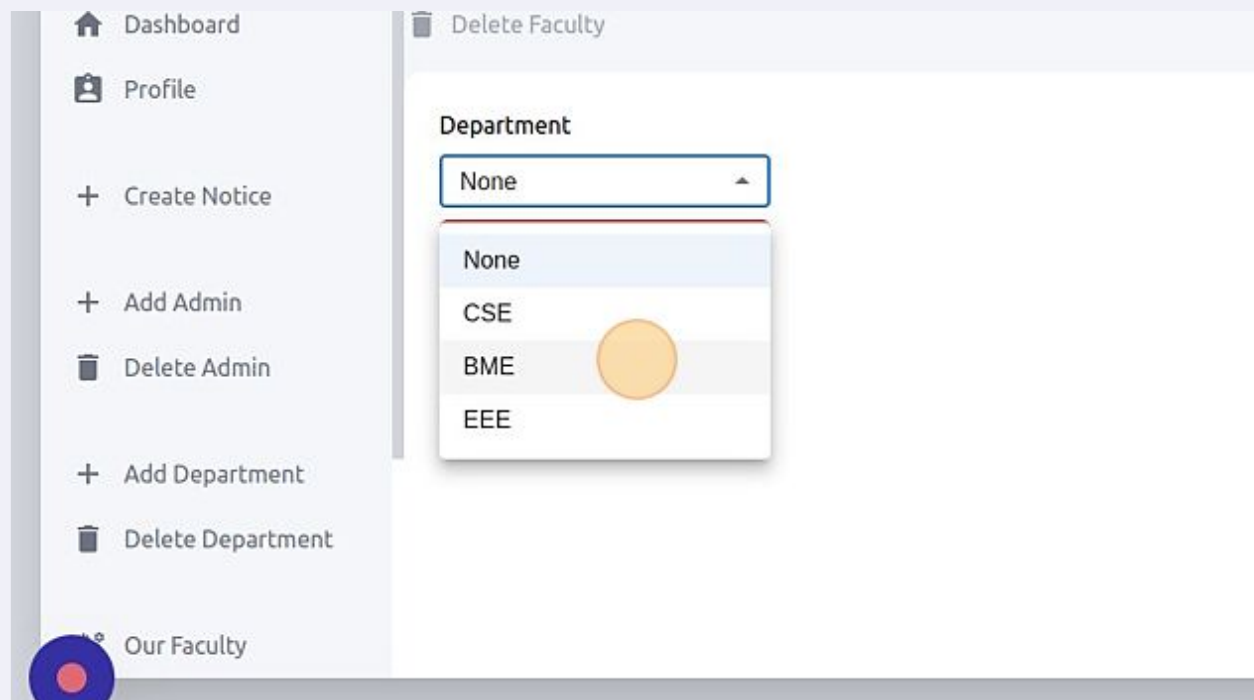 Dashboard
Profile
Create Notice
Add Admin
Delete Admin
Add Department
Delete Department
Our Faculty
Delete Faculty
Department
None
None
CSE
BME
EEE